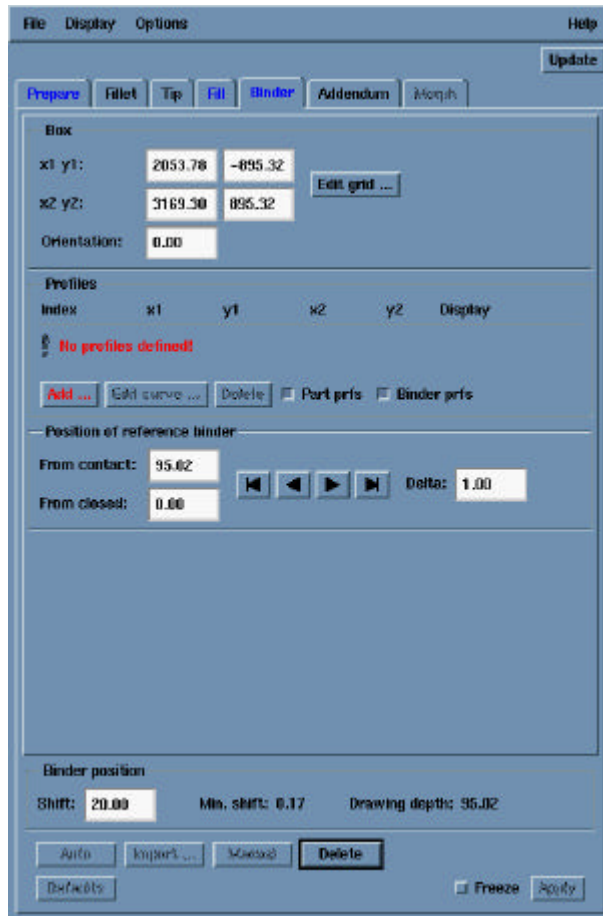 File Display Options Help
Update
Prepare Fillet Tip Fill Binder Addendum Morph
Box
x1 y1: 2053.78 -895.32
Edit grid ...
x2 y2: 3169.30 895.32
Orientation: 0.00
Profiles
Index x1 y1 x2 y2 Display
No profiles defined!
Add ... Edit curve ... Delete Part prfs Binder prfs
Position of reference binder
From contact: 95.02
Delta: 1.00
From closed: 0.00
Binder position
Shift: 20.00 Min. shift: 0.17 Drawing depth: 95.02
Auto Import ... Manual Delete
Defaults Freeze Apply